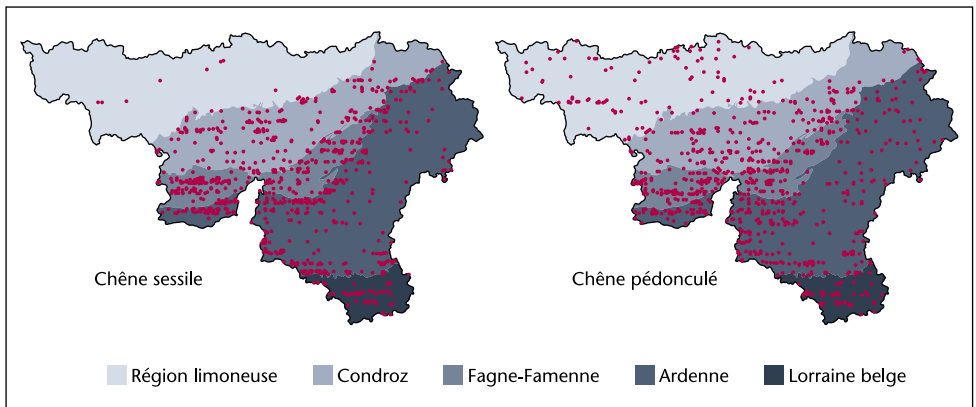 Chêne sessile
Chêne pédonculé
Région limoneuse
Condroz
Fagne-Famenne
Ardenne
Lorraine belge